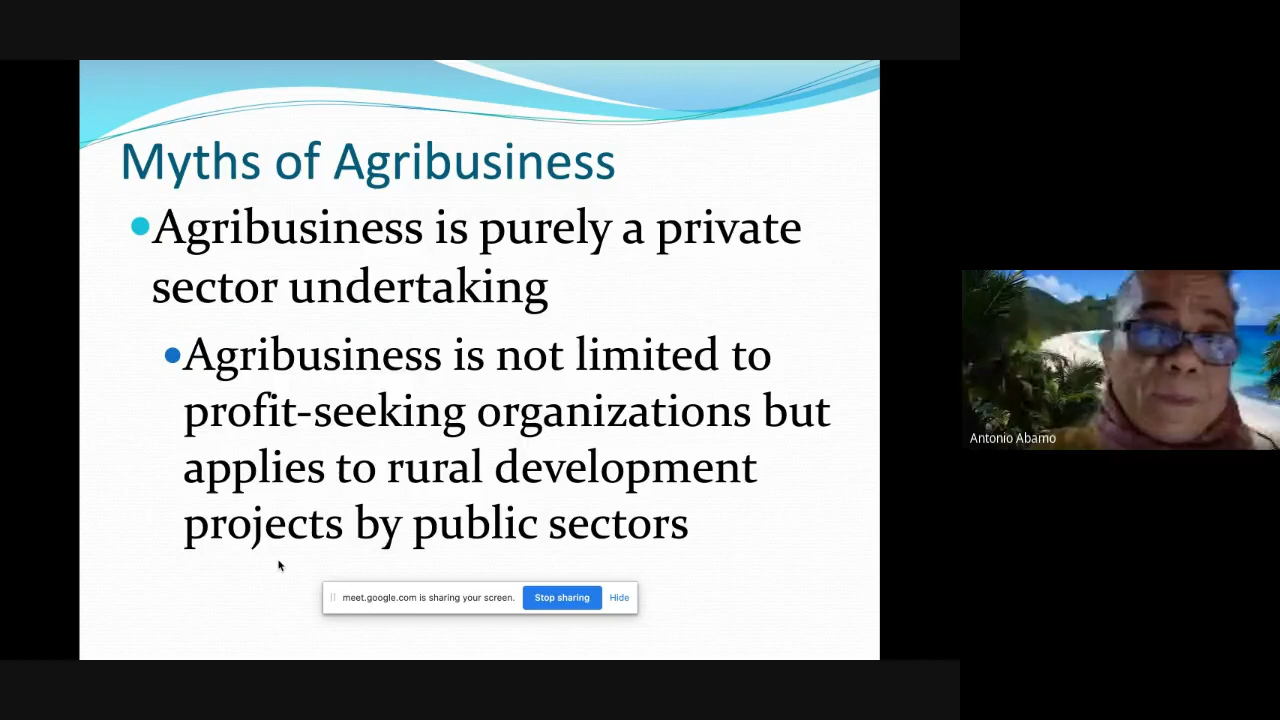 Myths of Agribusiness
•Agribusiness is purely a private
sector undertaking
•Agribusiness is not limited to
profit-seeking organizations but
applies to rural development
projects by public sectors
meet.google.com is sharing your screen. Stop sharing Hide
Antonio Abamo